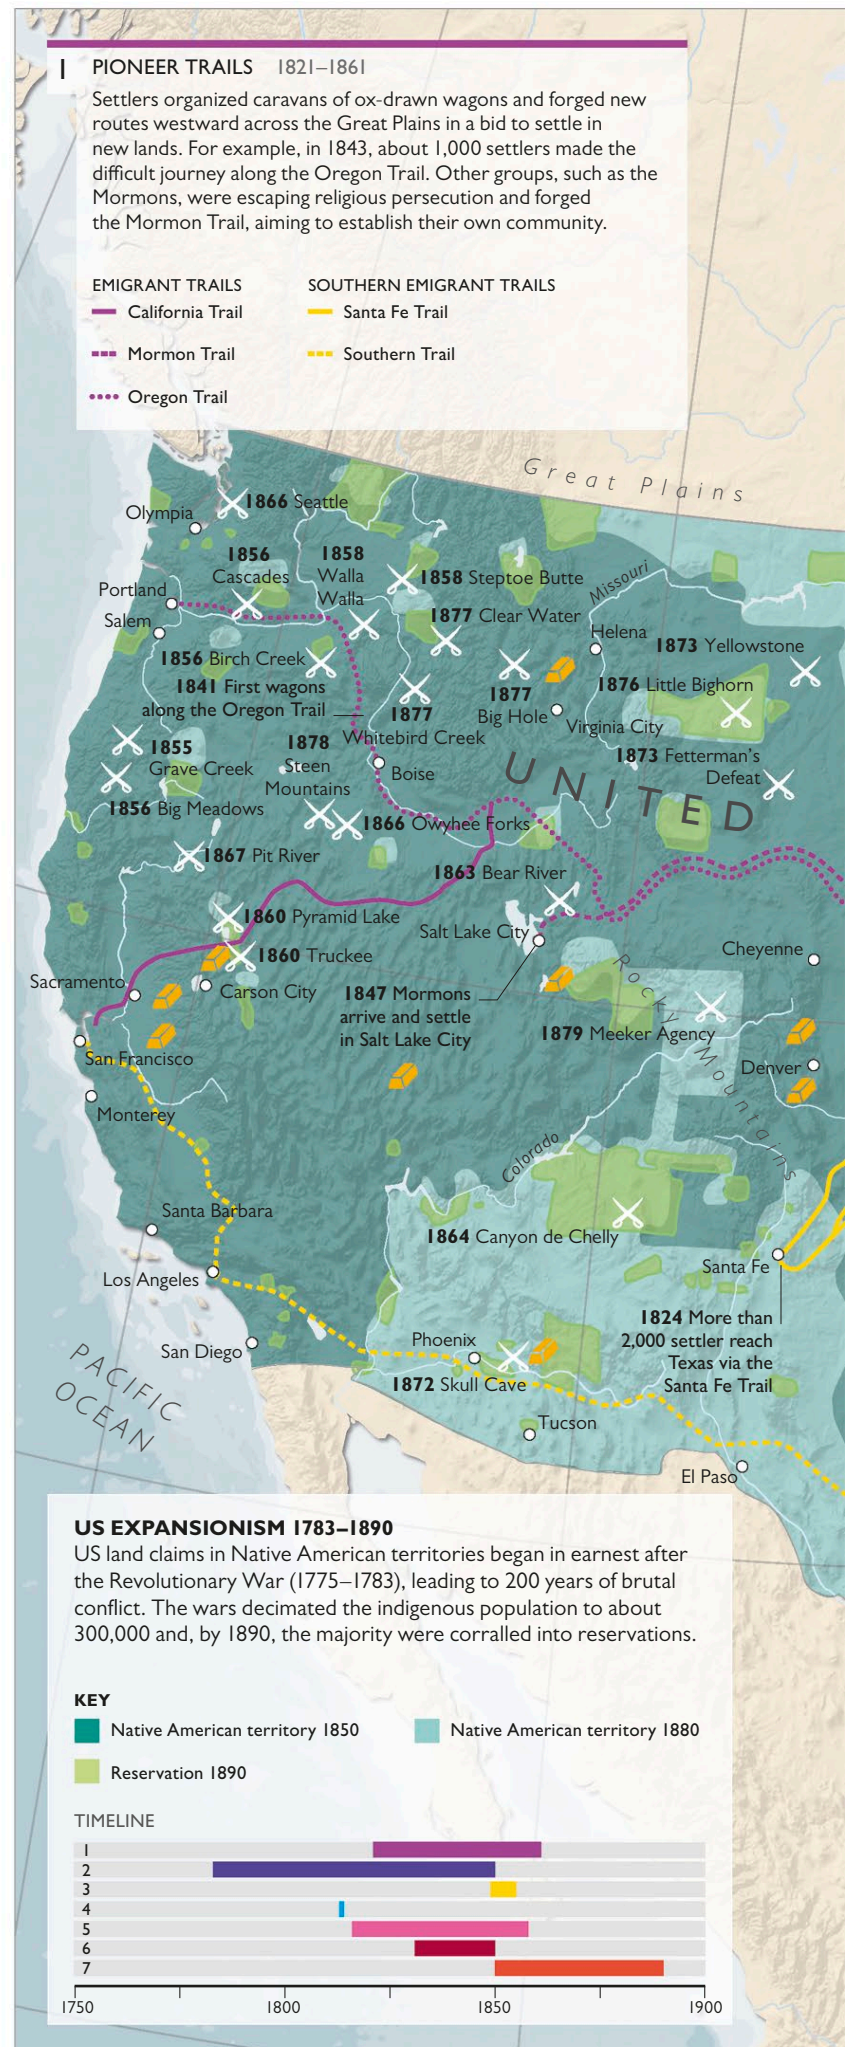 1 PIONEER TRAILS 1821–1861
Settlers organized caravans of ox-drawn wagons and forged new
routes westward across the Great Plains in a bid to settle in
new lands. For example, in 1843, about 1,000 settlers made the
difficult journey along the Oregon Trail. Other groups, such as the
Mormons, were escaping religious persecution and forged
the Mormon Trail, aiming to establish their own community.
EMIGRANT TRAILS
California Trail
Mormon Trail
Oregon Trail
SOUTHERN EMIGRANT TRAILS
Santa Fe Trail
Southern Trail
Great Plains
1866 Seattle
Olympia
1856
Cascades
1858
Walla
Walla
1858 Steptoe Butte
Missouri
Portland
Salem
1877 Clear Water
Helena
1873 Yellowstone
1856 Birch Creek
1841 First wagons
along the Oregon Trail
1877
Whitebird Creek
1877
Big Hole
1876 Little Bighorn
Virginia City
1855
Grave Creek
1878
Steen
Mountains
Boise
1873 Fetterman's
Defeat
UNITED
1856 Big Meadows
1866 Owyhee Forks
1867 Pit River
1863 Bear River
1860 Pyramid Lake
Salt Lake City
Cheyenne
1860 Truckee
Sacramento
Carson City
1847 Mormons
arrive and settle
in Salt Lake City
Rocky Mountains
1879 Meeker Agency
San Francisco
Denver
Monterey
Colorado
Santa Barbara
1864 Canyon de Chelly
Los Angeles
Santa Fe
1824 More than
2,000 settler reach
Texas via the
Santa Fe Trail
San Diego
Phoenix
1872 Skull Cave
PACIFIC
OCEAN
Tucson
El Paso
US EXPANSIONISM 1783–1890
US land claims in Native American territories began in earnest after
the Revolutionary War (1775–1783), leading to 200 years of brutal
conflict. The wars decimated the indigenous population to about
300,000 and, by 1890, the majority were corralled into reservations.
KEY
Native American territory 1850
Native American territory 1880
Reservation 1890
TIMELINE
1
2
3
4
5
6
7
1750 1800 1850 1900